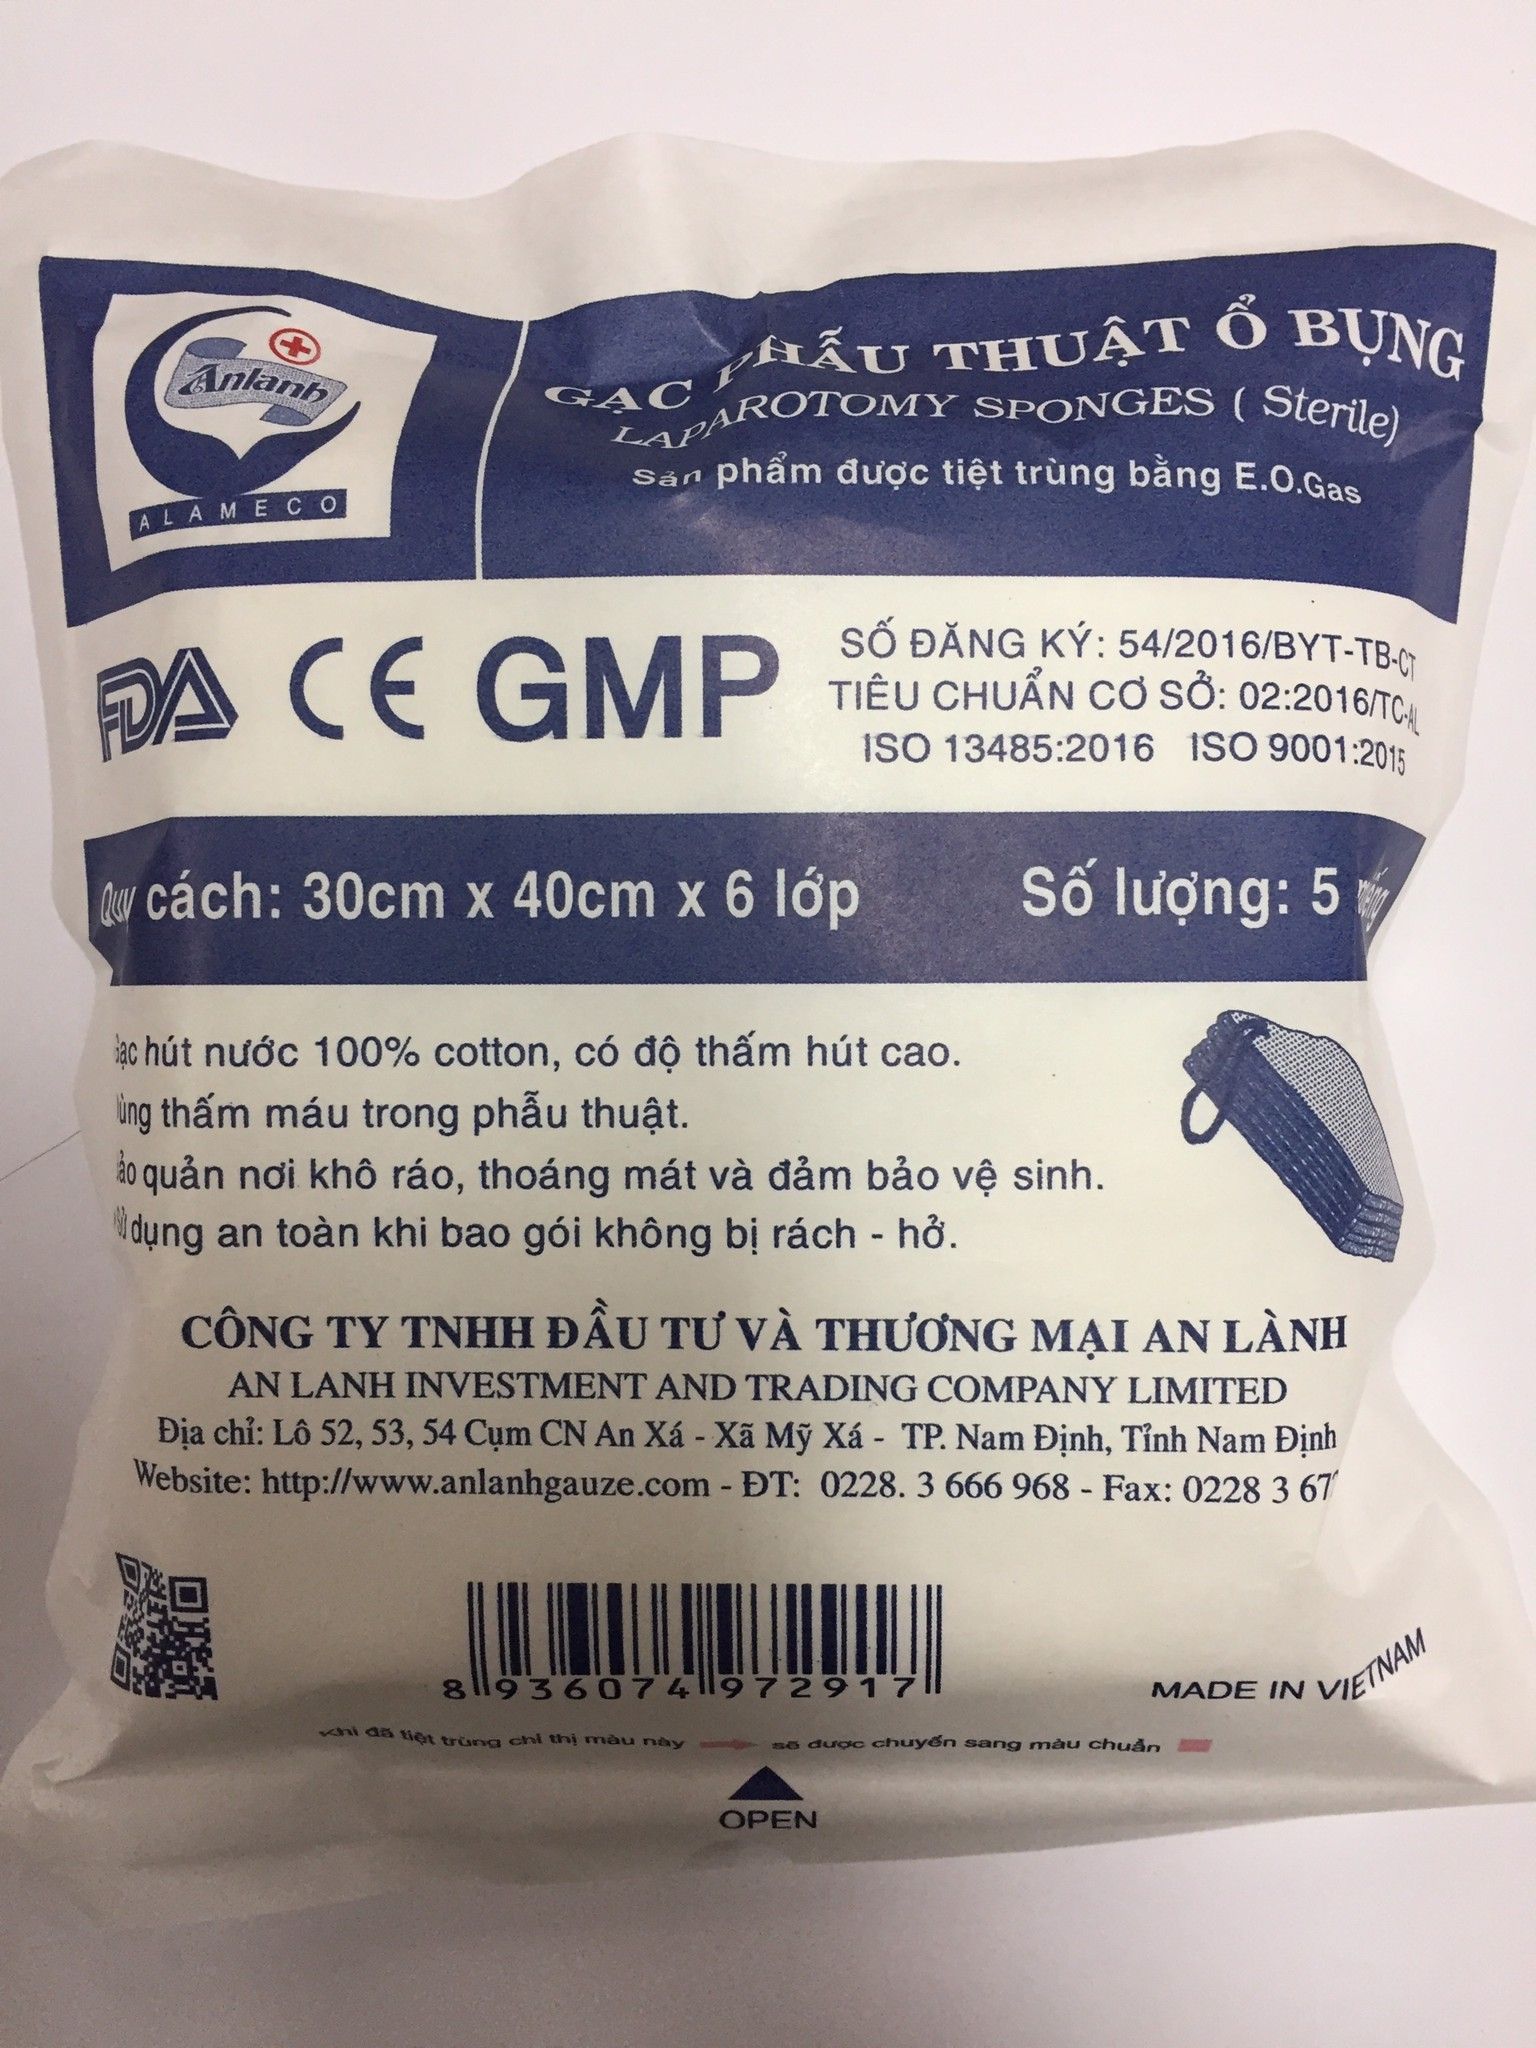 Anlanh
ALAMECO
GẠC PHẪU THUẬT Ổ BỤNG
LAPAROTOMY SPONGES ( Sterile)
Sản phẩm được tiệt trùng bằng E.O.Gas
FDA CE GMP
SỐ ĐĂNG KÝ: 54/2016/BYT-TB-CT
TIÊU CHUẨN CƠ SỞ: 02:2016/TC-AL
ISO 13485:2016 ISO 9001:2015
Quy cách: 30cm x 40cm x 6 lớp Số lượng: 5 miếng
hút nước 100% cotton, có độ thấm hút cao.
thấm máu trong phẫu thuật.
quản nơi khô ráo, thoáng mát và đảm bảo vệ sinh.
dụng an toàn khi bao gói không bị rách - hở.
CÔNG TY TNHH ĐẦU TƯ VÀ THƯƠNG MẠI AN LÀNH
AN LANH INVESTMENT AND TRADING COMPANY LIMITED
Địa chỉ: Lô 52, 53, 54 Cụm CN An Xá - Xã Mỹ Xá - TP. Nam Định, Tỉnh Nam Định
Website: http://www.anlanhgauze.com - ĐT: 0228. 3 666 968 - Fax: 0228 3 67
8 936074 972917
MADE IN VIETNAM
Khi đã tiệt trùng chỉ thị màu này sẽ được chuyển sang màu chuẩn
OPEN